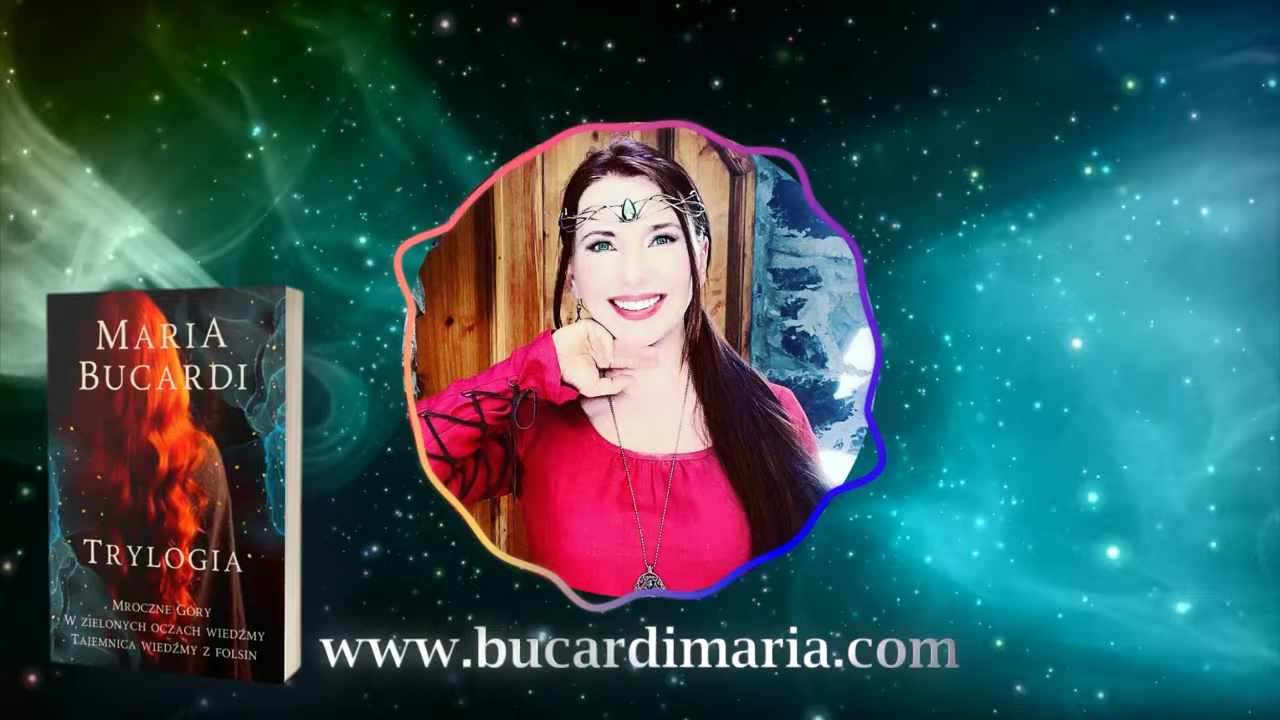 MARIA
BUCARDI
TRYLOGIA
MROCZNE GÓRY
W ZIELONYCH OCZACH WIEDŹMY
TAJEMNICA WIEDŹMY Z FOLSIN
www.bucardimaria.com